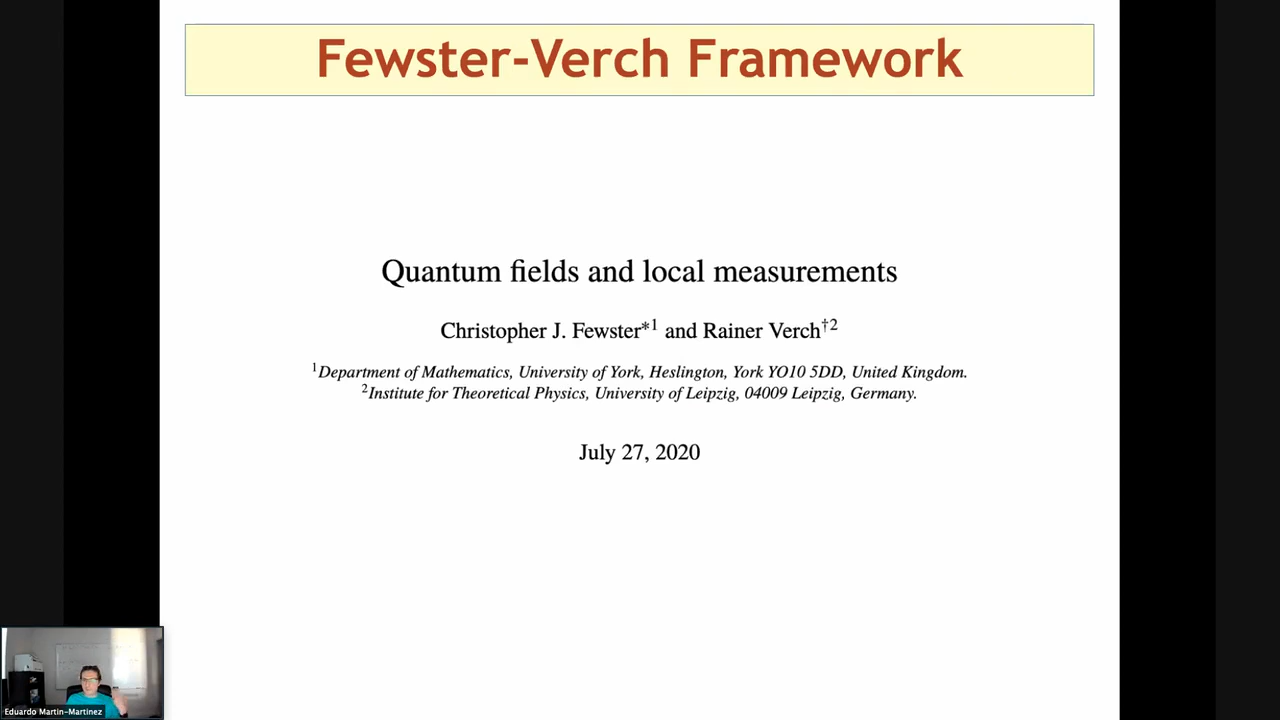 Fewster-Verch Framework
Quantum fields and local measurements
Christopher J. Fewster*1 and Rainer Verch†2
1Department of Mathematics, University of York, Heslington, York YO10 5DD, United Kingdom.
2Institute for Theoretical Physics, University of Leipzig, 04009 Leipzig, Germany.
July 27, 2020
Eduardo Martin-Martinez